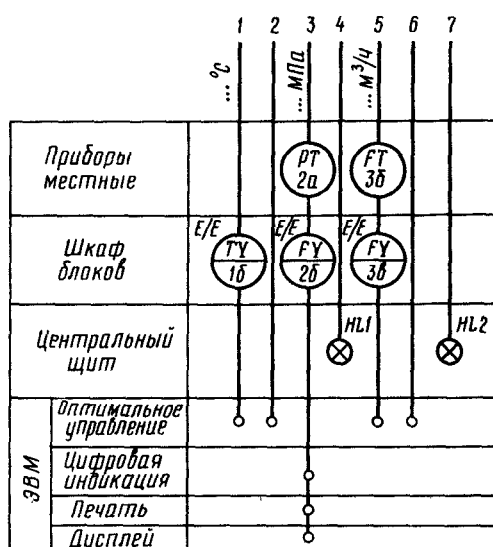 1 2 3 4 5 6 7
...°С ...МПа ...м³/ч
Приборы
местные
PT
2а
FT
3б
Шкаф
блоков
E/E
TY
1б
E/E
FY
2б
E/E
FY
3в
Центральный
щит
HL1
HL2
ЭВМ
Оптимальное
управление
Цифровая
индикация
Печать
Дисплей